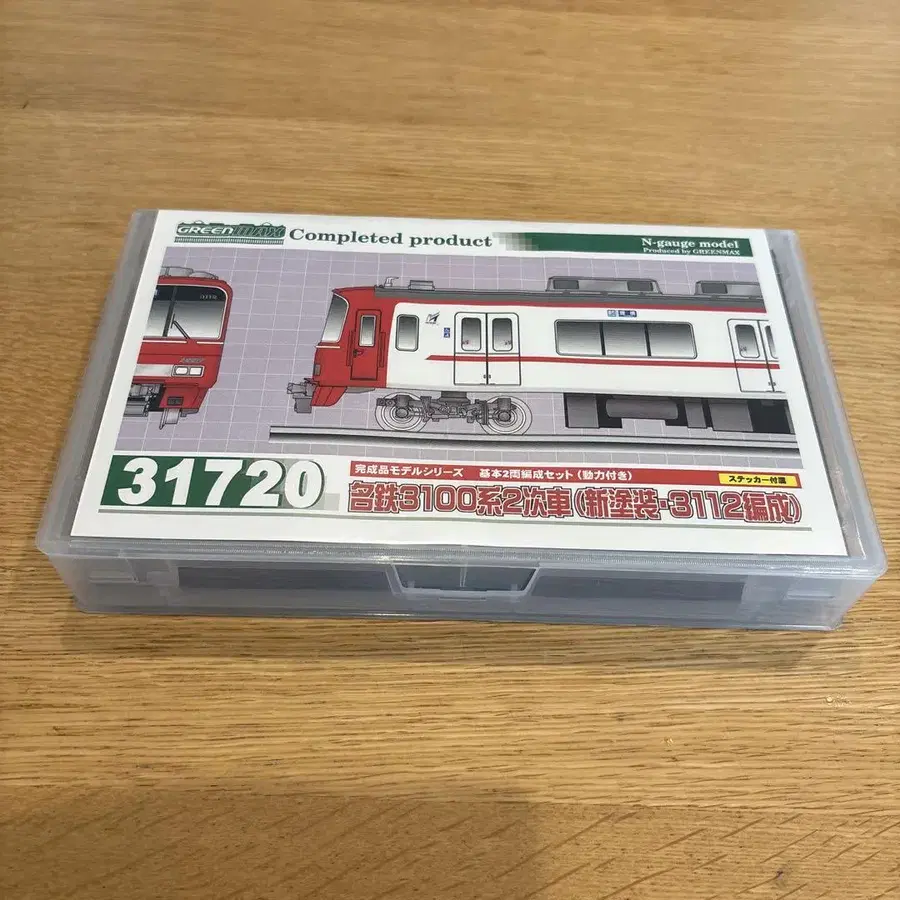 GREENMAX Completed product
N-gauge model
Produced by GREENMAX
31720
完成品モデルシリーズ 基本2両編成セット(動力付き)
ステッカー付属
名鉄3100系2次車(新塗装・3112編成)